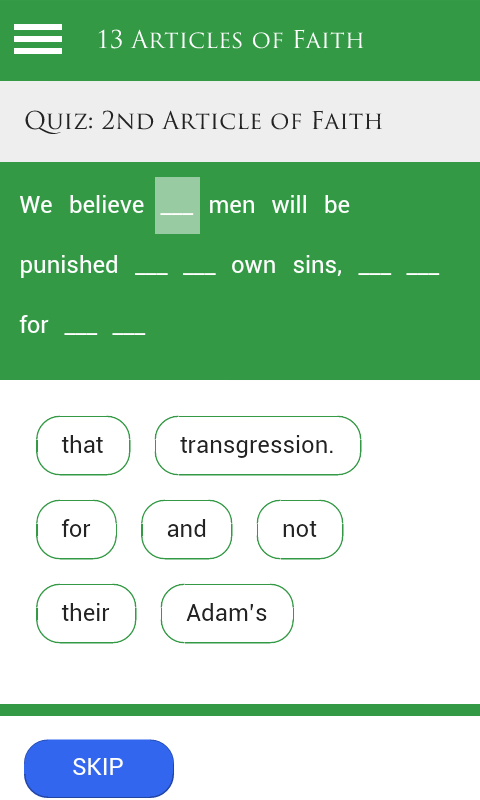 13 Articles of Faith
Quiz: 2nd Article of Faith
We believe ___ men will be
punished ___ ___ own sins, ___ ___
for ___ ___
that transgression.
for and not
their Adam's
SKIP